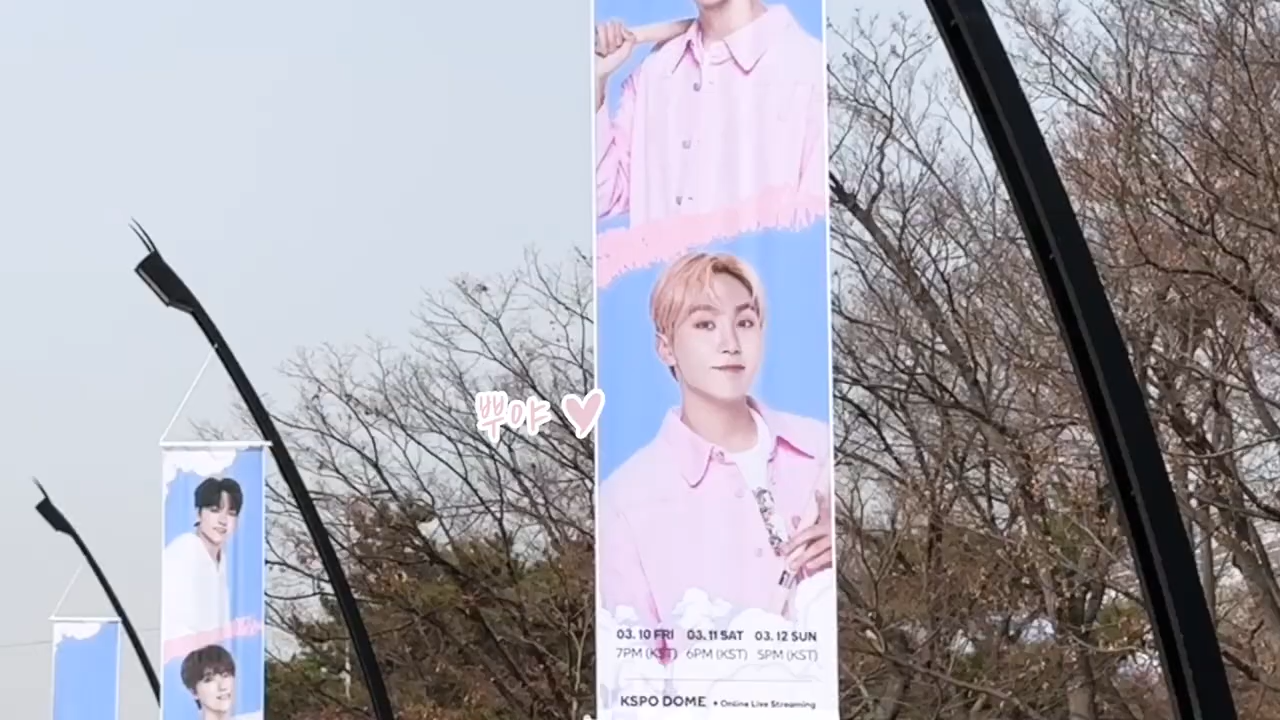 뿌야
03. 10 FRI 03. 11 SAT 03. 12 SUN
7PM (KST) 6PM (KST) 5PM (KST)
KSPO DOME • Online Live Streaming